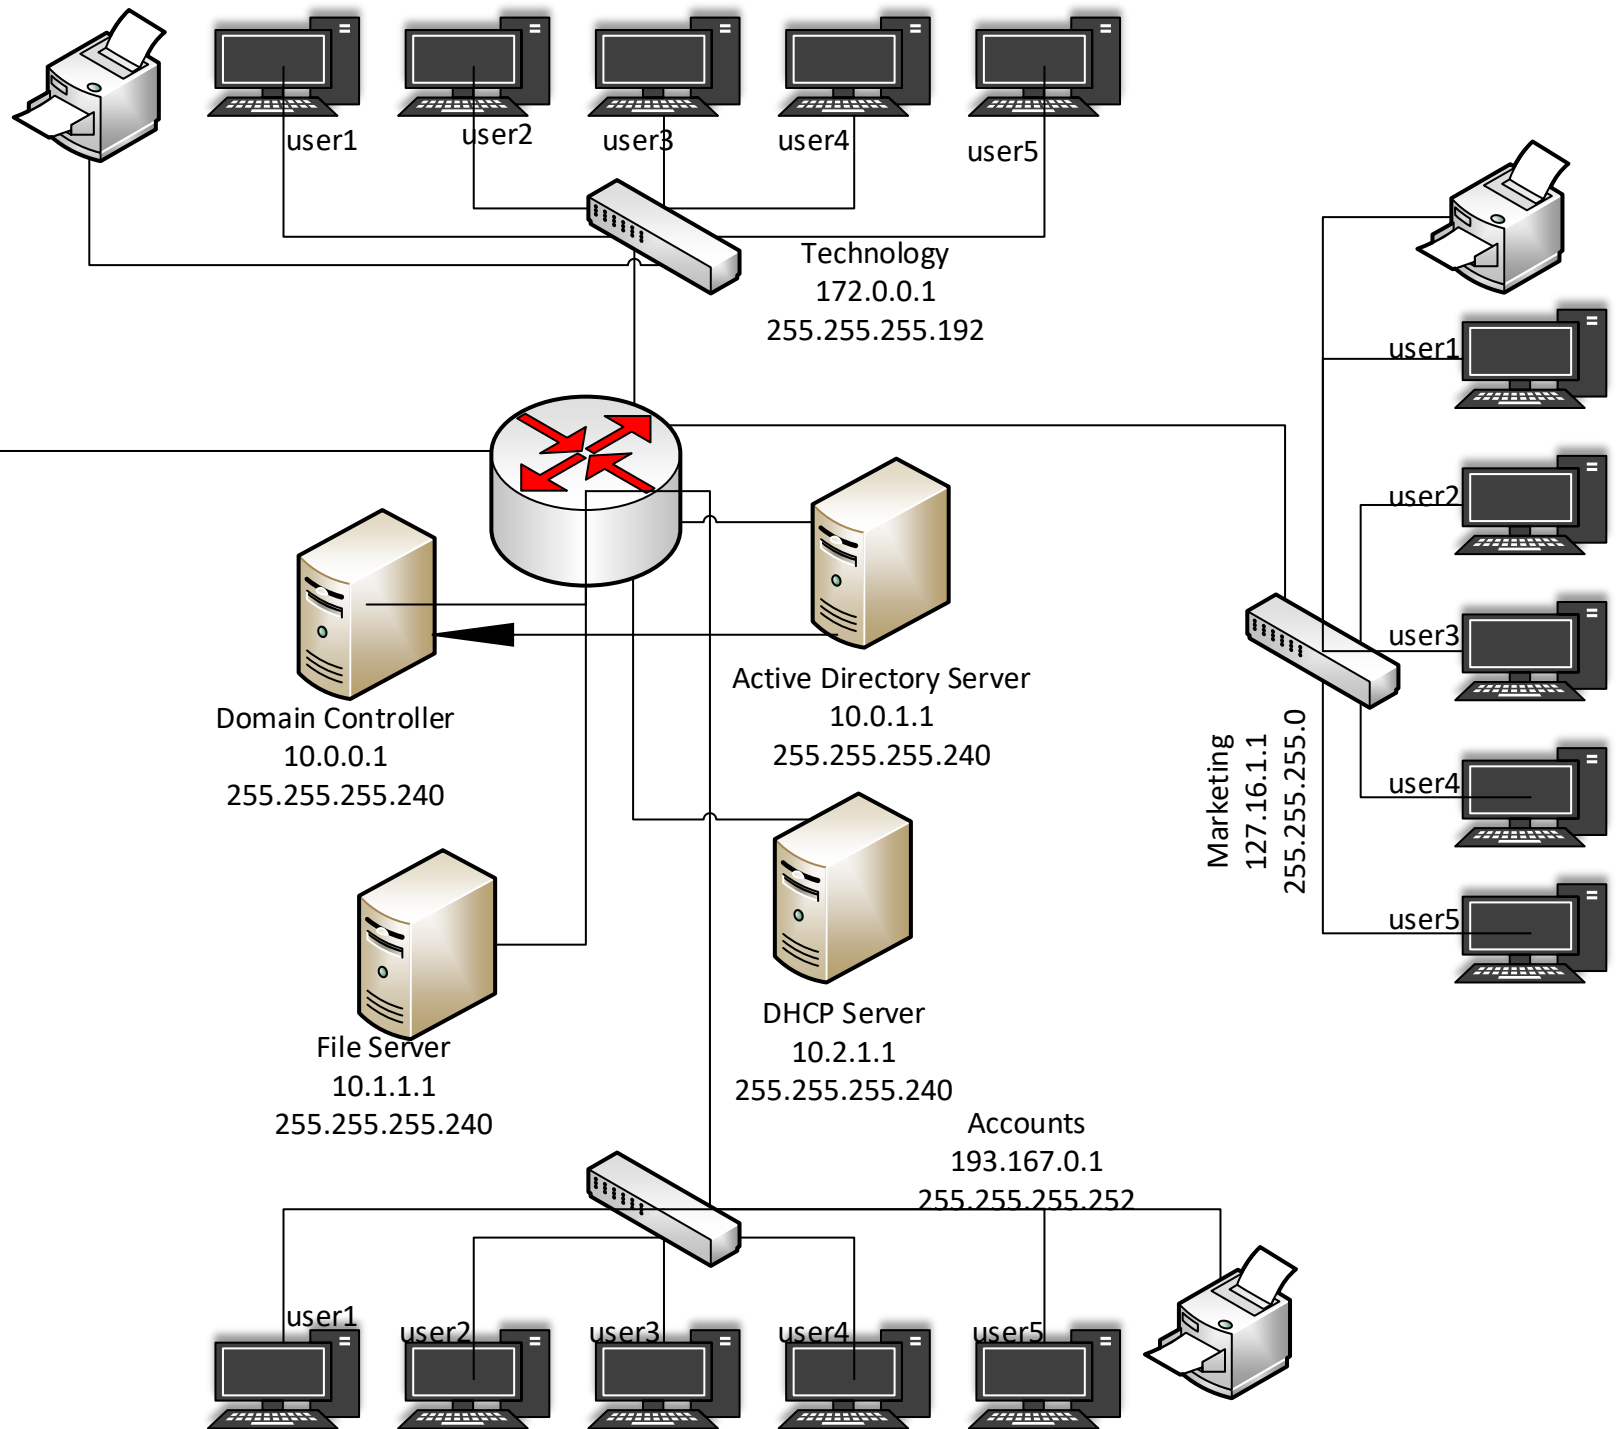 user1
user2
user3
user4
user5
Technology
172.0.0.1
255.255.255.192
user1
user2
user3
user4
user5
Marketing
127.16.1.1
255.255.255.0
Active Directory Server
10.0.1.1
255.255.255.240
Domain Controller
10.0.0.1
255.255.255.240
DHCP Server
10.2.1.1
255.255.255.240
File Server
10.1.1.1
255.255.255.240
Accounts
193.167.0.1
255.255.255.252
user1
user2
user3
user4
user5